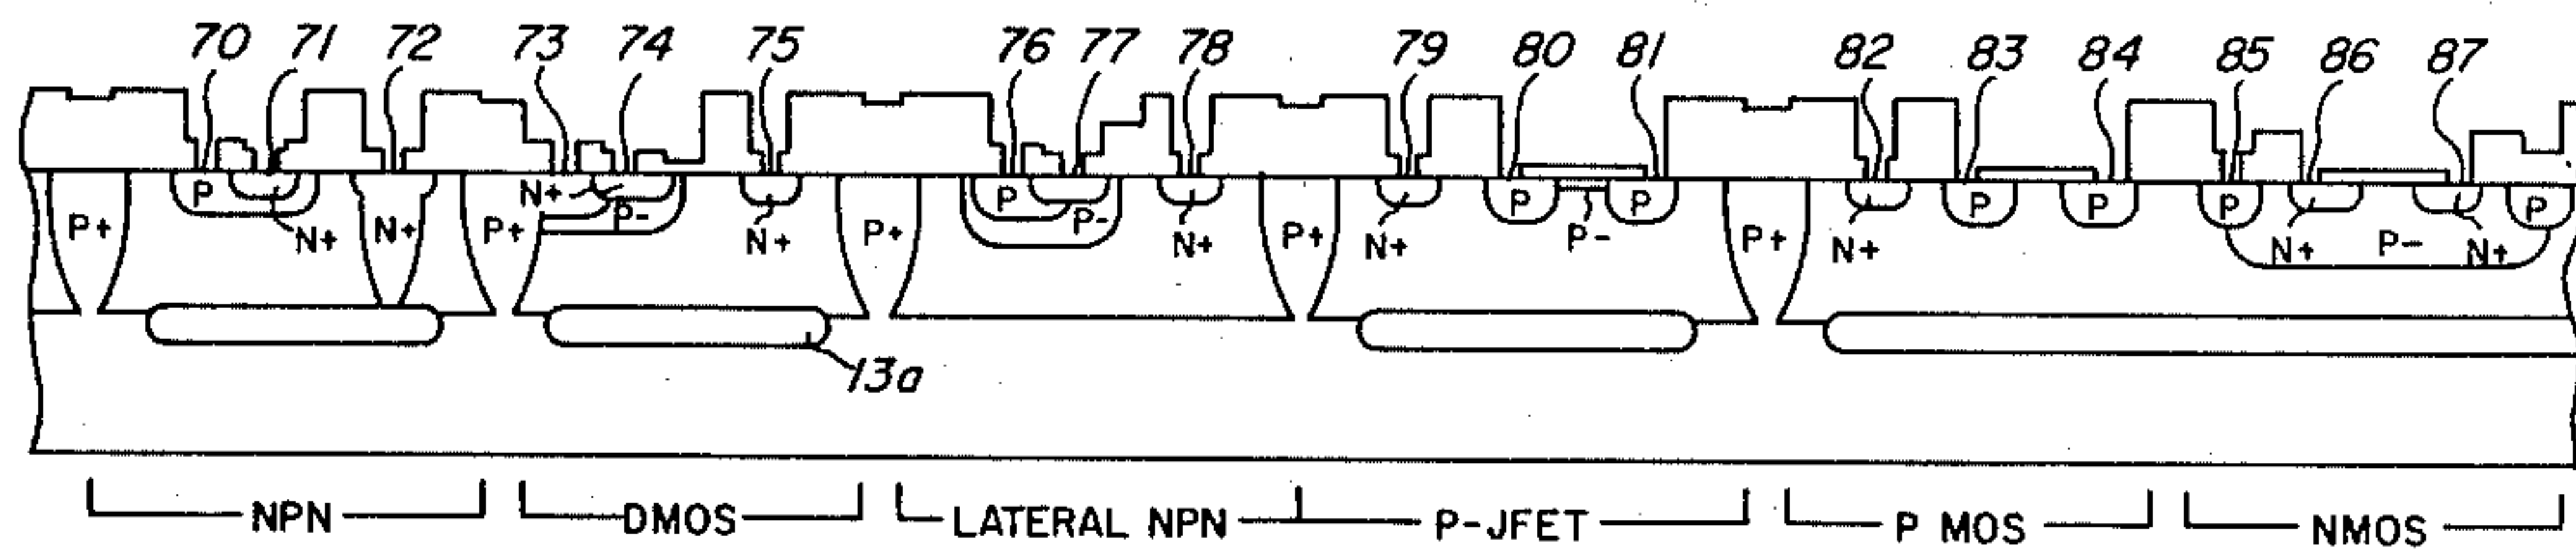 70 71 72 73 74 75 76 77 78 79 80 81 82 83 84 85 86 87
P N+ P- N+ P P- N+ N+ P P- P N+ P P P N+ P- N+ P
P+ N+ N+ P+ P+ P+ P+
13a
NPN DMOS LATERAL NPN P-JFET P MOS NMOS